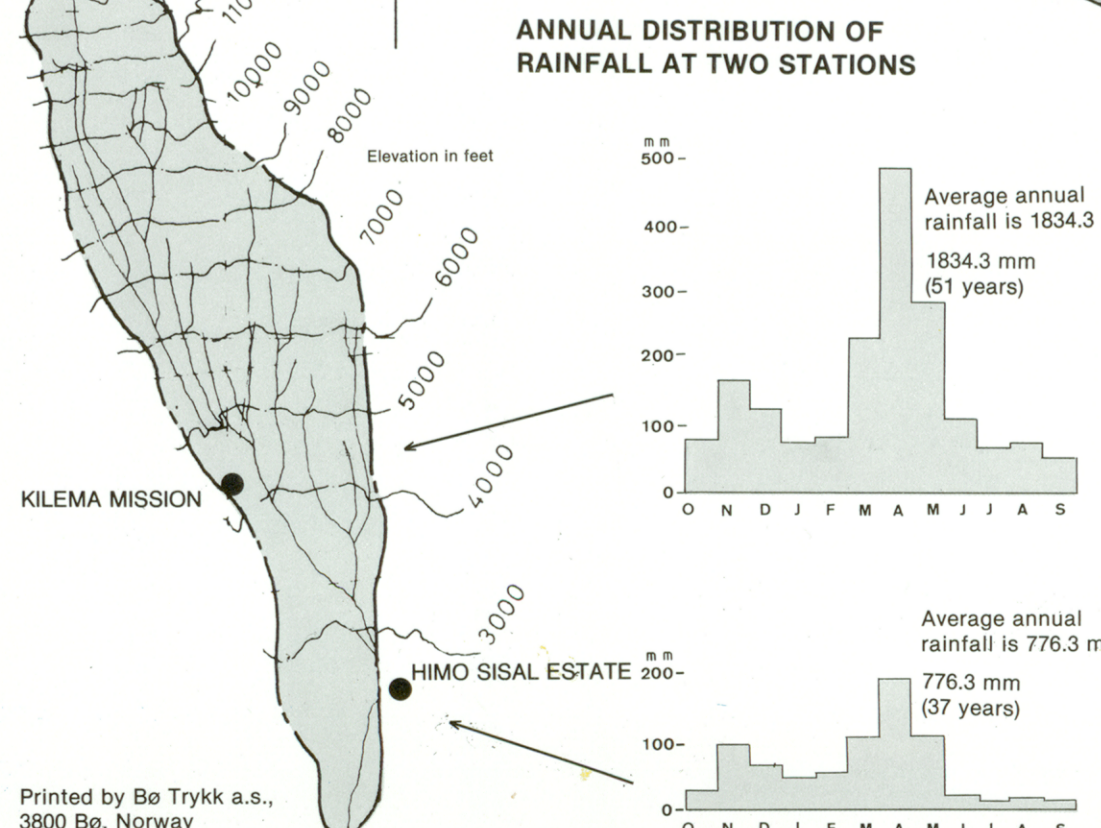 110
10000
9000
8000
Elevation in feet
7000
6000
5000
4000
3000
KILEMA MISSION
HIMO SISAL ESTATE
Printed by Bø Trykk a.s.,
3800 Bø, Norway
ANNUAL DISTRIBUTION OF
RAINFALL AT TWO STATIONS
mm
500
400
300
200
100
0
O N D J F M A M J J A S
Average annual
rainfall is 1834.3
1834.3 mm
(51 years)
mm
200
100
0
O N D J F M A M J J A S
Average annual
rainfall is 776.3 m
776.3 mm
(37 years)